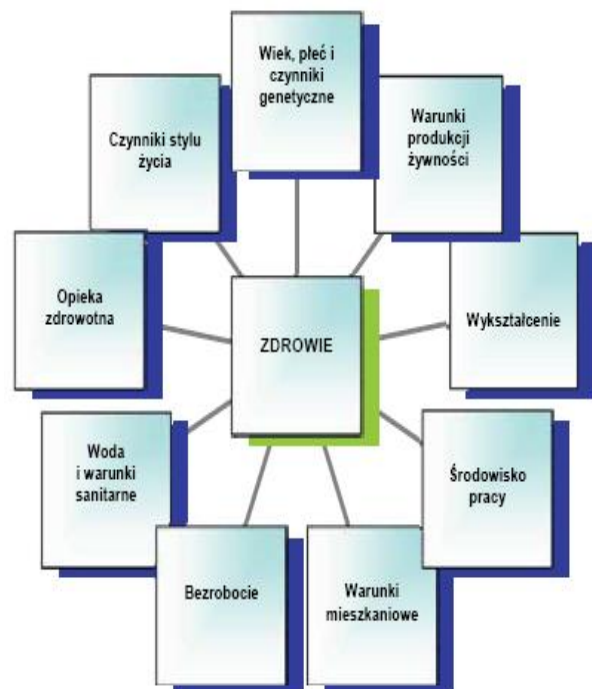 Wiek, płeć i
czynniki
genetyczne
Warunki
produkcji
żywności
Wykształcenie
Środowisko
pracy
Warunki
mieszkaniowe
Bezrobocie
Woda
i warunki
sanitarne
Opieka
zdrowotna
Czynniki stylu
życia
ZDROWIE